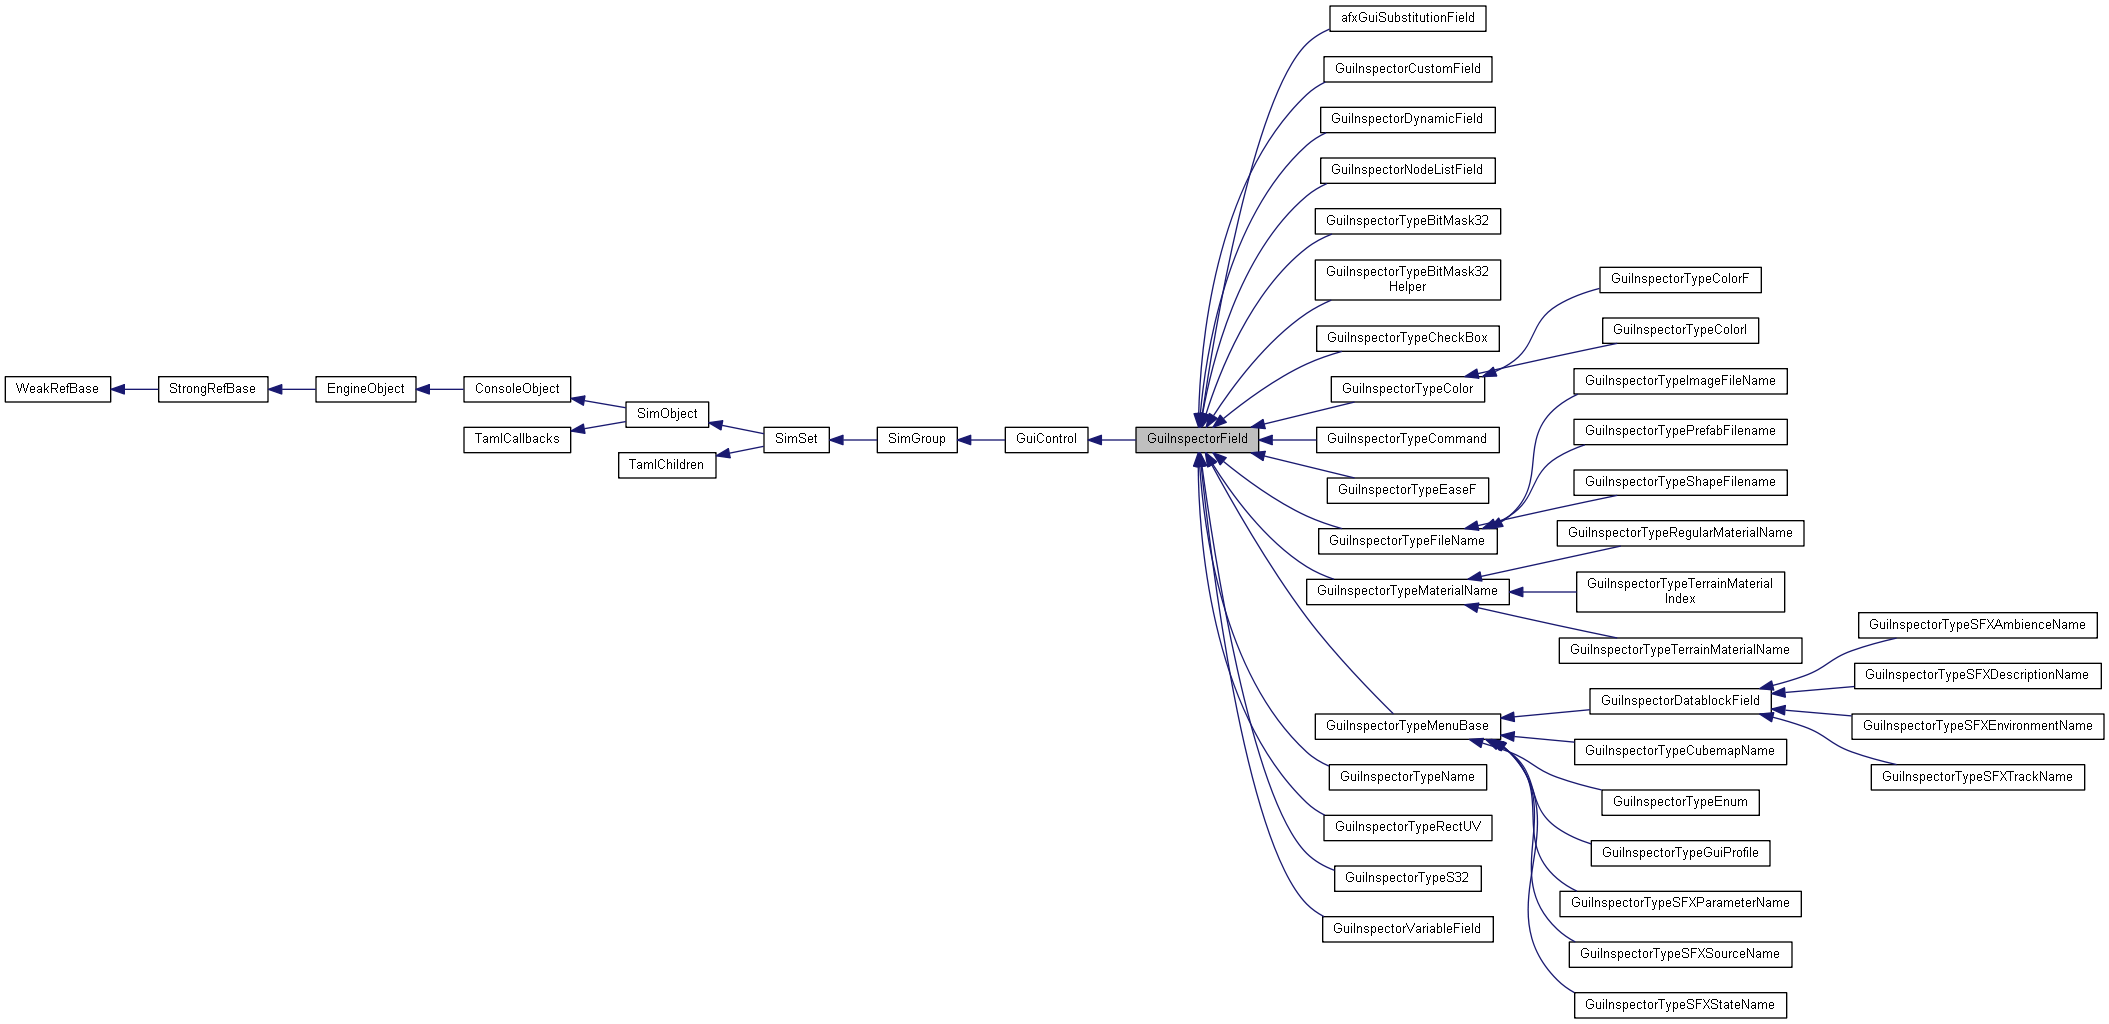 afxGuiSubstitutionField
GuiInspectorCustomField
GuiInspectorDynamicField
GuiInspectorNodeListField
GuiInspectorTypeBitMask32
GuiInspectorTypeBitMask32
Helper
GuiInspectorTypeCheckBox
GuiInspectorTypeColorF
GuiInspectorTypeColorI
WeakRefBase
StrongRefBase
EngineObject
ConsoleObject
SimObject
TamlCallbacks
TamlChildren
SimSet
SimGroup
GuiControl
GuiInspectorField
GuiInspectorTypeColor
GuiInspectorTypeCommand
GuiInspectorTypeEaseF
GuiInspectorTypeFileName
GuiInspectorTypeImageFileName
GuiInspectorTypePrefabFilename
GuiInspectorTypeShapeFilename
GuiInspectorTypeMaterialName
GuiInspectorTypeRegularMaterialName
GuiInspectorTypeTerrainMaterial
Index
GuiInspectorTypeTerrainMaterialName
GuiInspectorTypeMenuBase
GuiInspectorDatablockField
GuiInspectorTypeSFXAmbienceName
GuiInspectorTypeSFXDescriptionName
GuiInspectorTypeSFXEnvironmentName
GuiInspectorTypeSFXTrackName
GuiInspectorTypeCubemapName
GuiInspectorTypeEnum
GuiInspectorTypeGuiProfile
GuiInspectorTypeSFXParameterName
GuiInspectorTypeSFXSourceName
GuiInspectorTypeSFXStateName
GuiInspectorTypeName
GuiInspectorTypeRectUV
GuiInspectorTypeS32
GuiInspectorVariableField